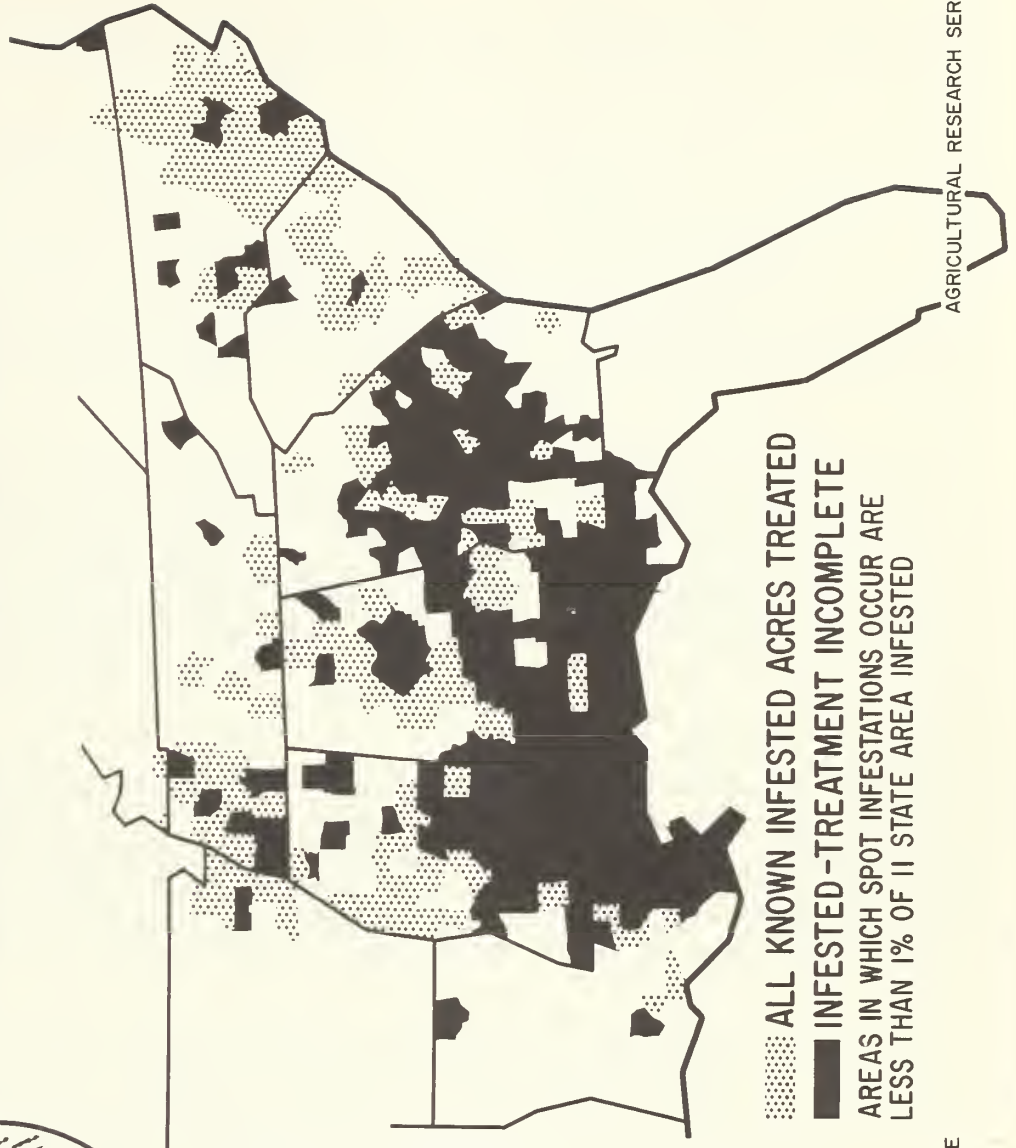 ALL KNOWN INFESTED ACRES TREATED
INFESTED-TREATMENT INCOMPLETE
AREAS IN WHICH SPOT INFESTATIONS OCCUR ARE
LESS THAN 1% OF 11 STATE AREA INFESTED
E
AGRICULTURAL RESEARCH SER